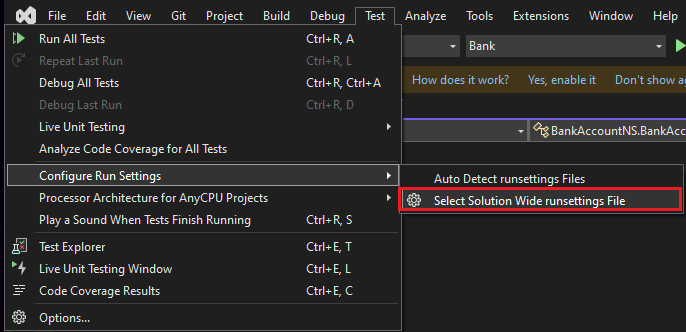 File Edit View Git Project Build Debug Test Analyze Tools Extensions Window
Run All Tests Ctrl+R, A
Repeat Last Run Ctrl+R, L
Bank
Debug All Tests Ctrl+R, Ctrl+A
How does it work? Yes, enable it Don't show
Debug Last Run Ctrl+R, D
Live Unit Testing
BankAccountNS.BankAcco
Analyze Code Coverage for All Tests
Configure Run Settings
Auto Detect runsettings Files
Processor Architecture for AnyCPU Projects
Select Solution Wide runsettings File
Play a Sound When Tests Finish Running Ctrl+R, S
Test Explorer Ctrl+E, T
Live Unit Testing Window Ctrl+E, L
Code Coverage Results Ctrl+E, C
Options...